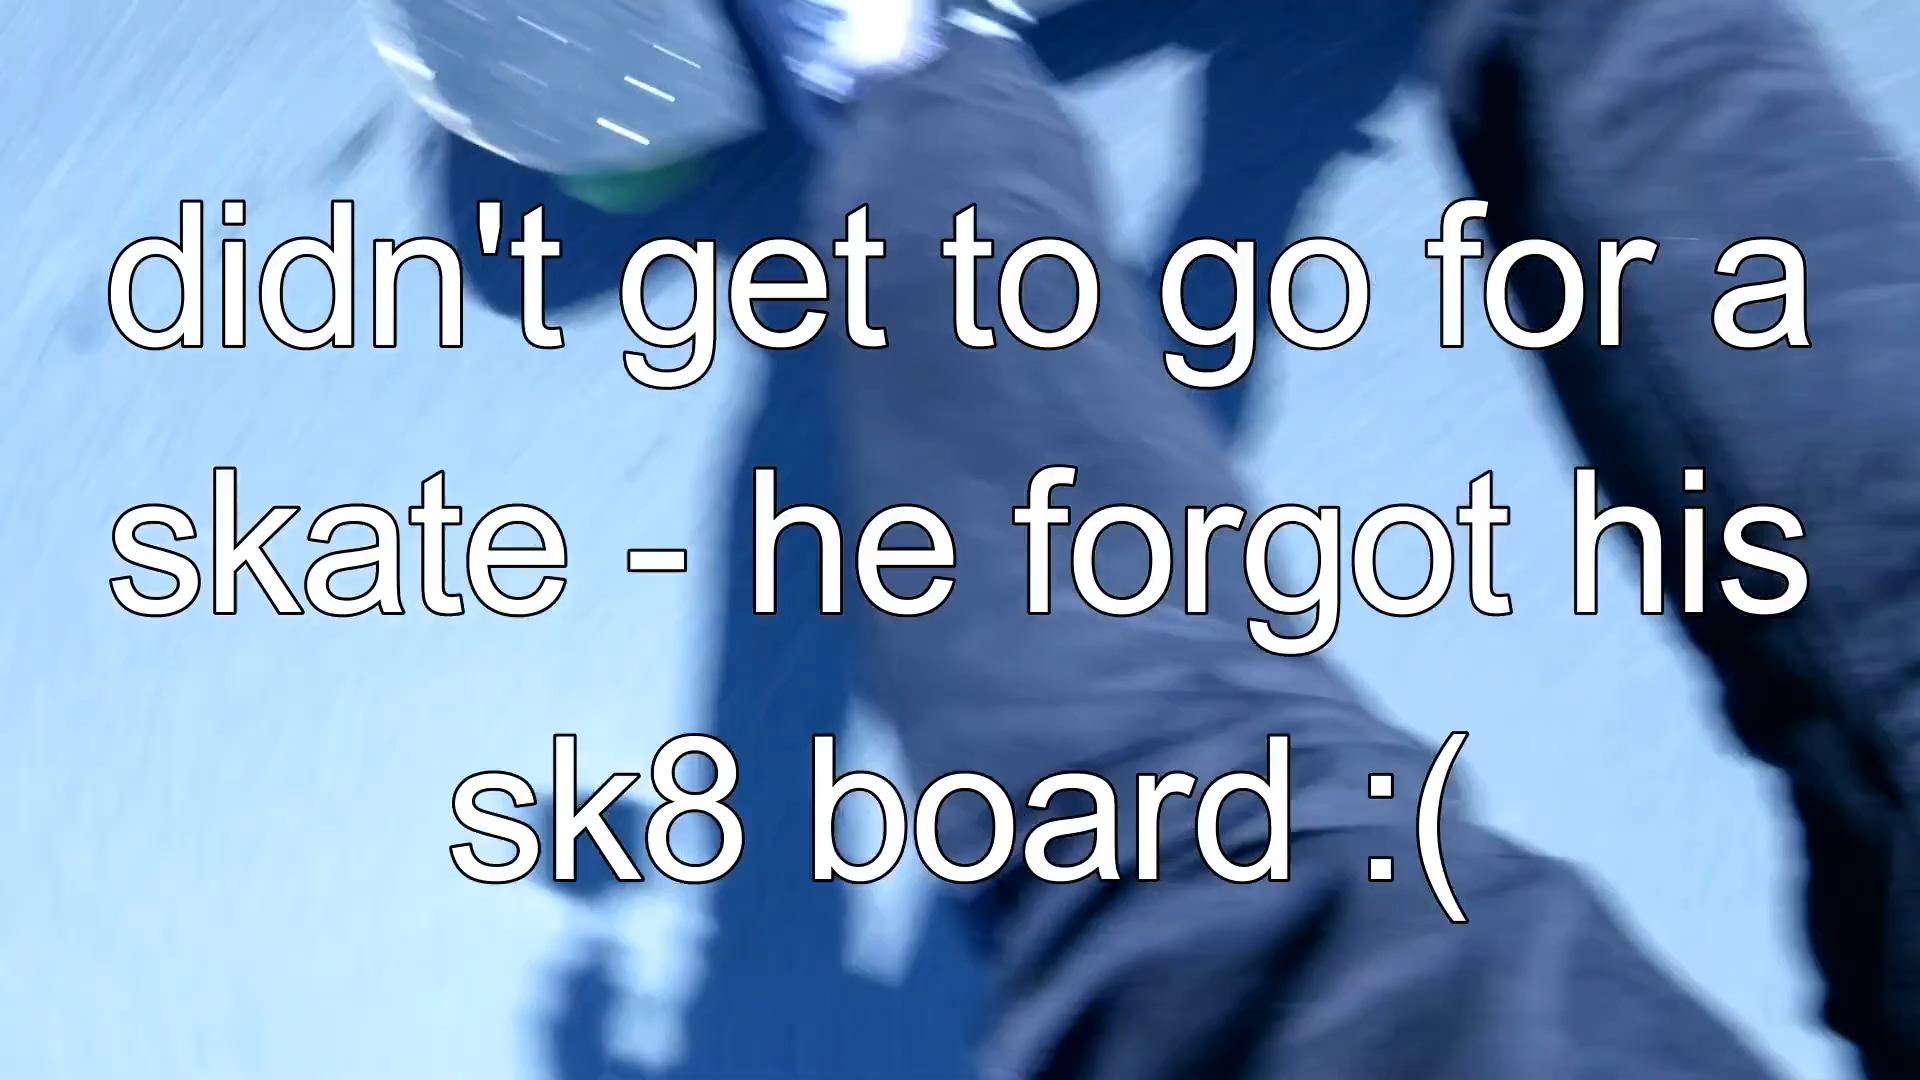 didn't get to go for a
skate - he forgot his
sk8 board :(